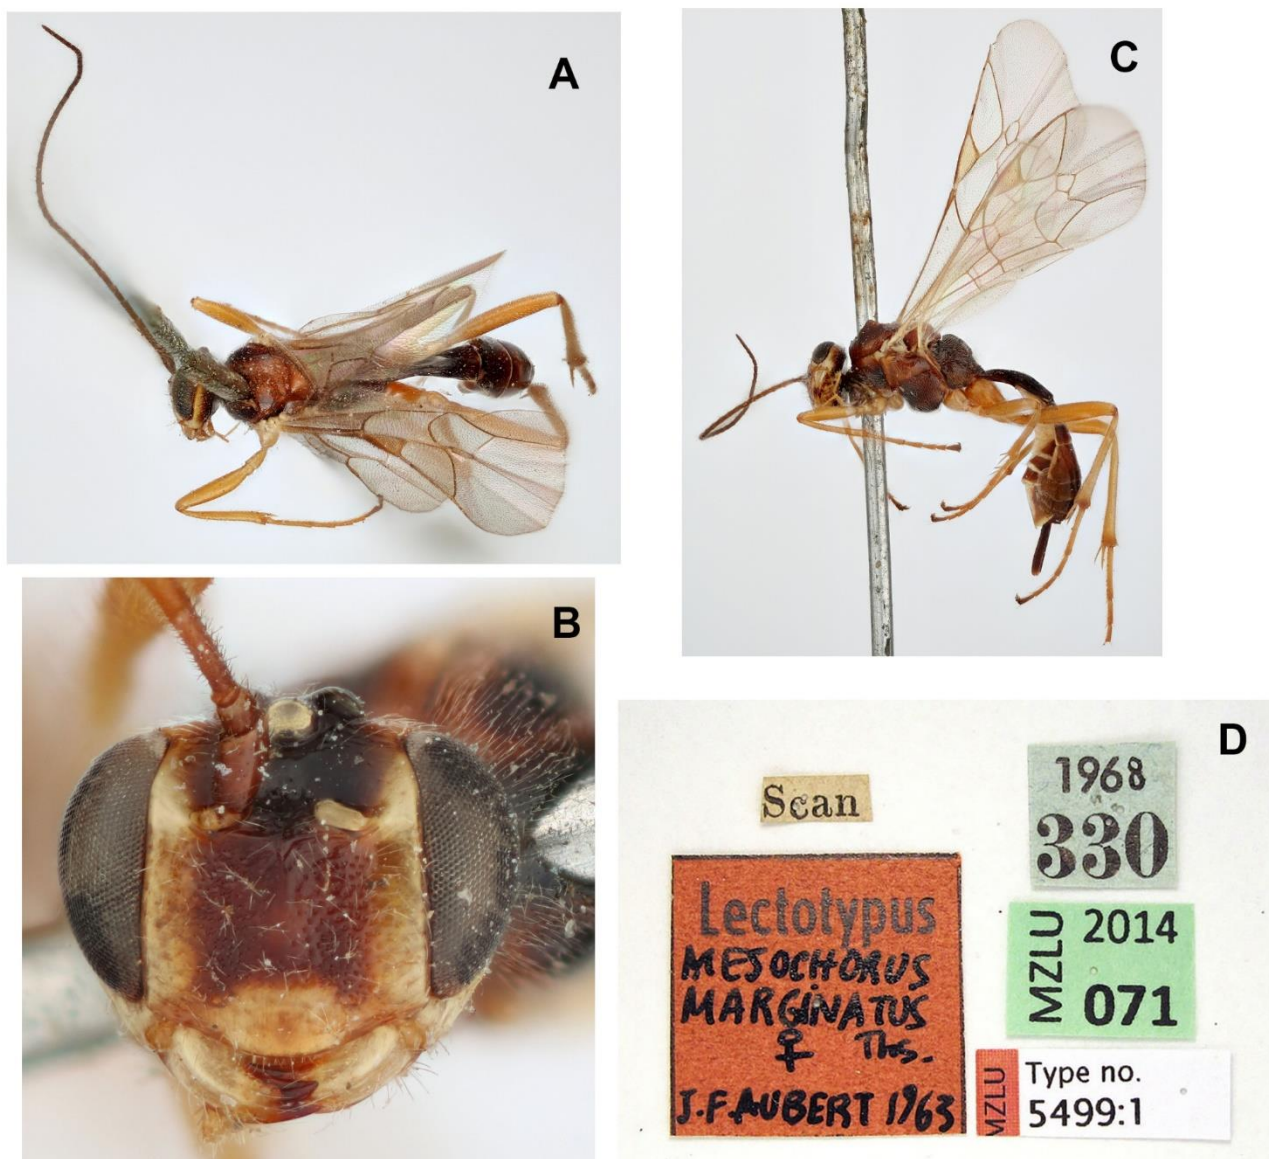 A
C
B
D
Scan
1968
330
Lectotypus
MESOCHORUS
MARGINATUS
♀ Ths.
J.F.AUBERT 1963
MZLU 2014
071
MZLU Type no.
5499:1